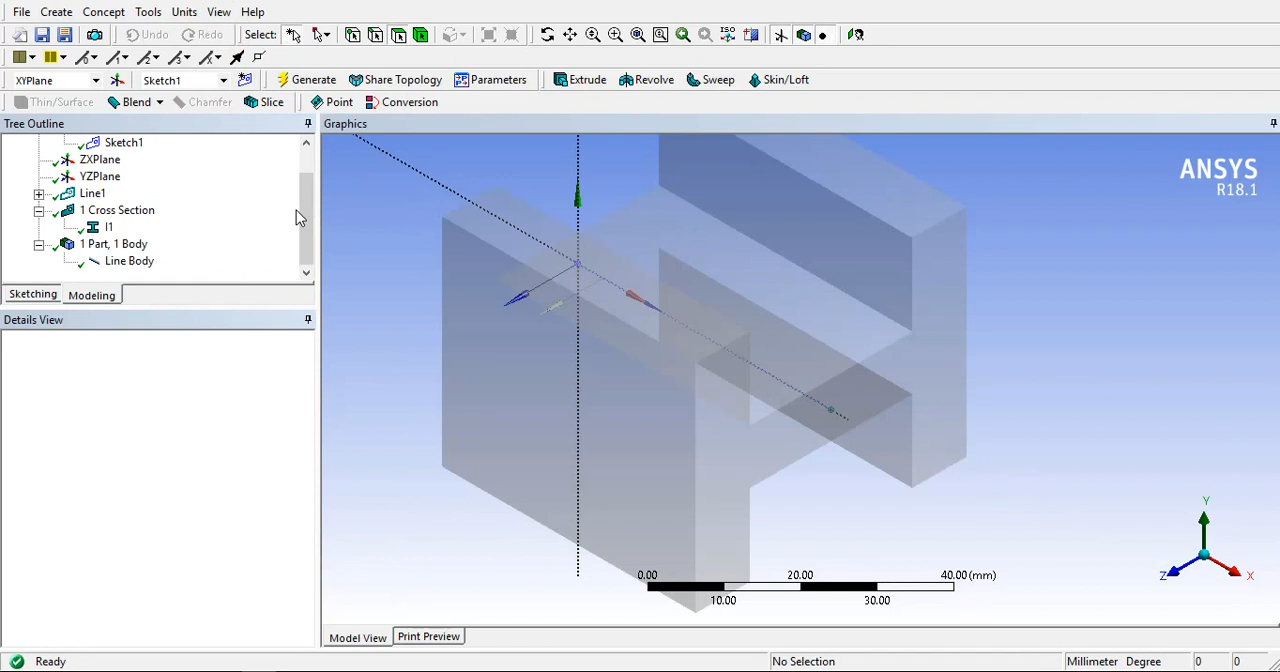 File Create Concept Tools Units View Help
Undo Redo Select: ISO
XYPlane Sketch1 Generate Share Topology Parameters Extrude Revolve Sweep Skin/Loft
Thin/Surface Blend Chamfer Slice Point Conversion
Tree Outline
Graphics
Sketch1
ZXPlane
YZPlane
Line1
1 Cross Section
I1
1 Part, 1 Body
Line Body
Sketching Modeling
Details View
ANSYS
R18.1
0.00 20.00 40.00 (mm)
10.00 30.00
Y
Z X
Model View Print Preview
Ready No Selection Millimeter Degree 0 0